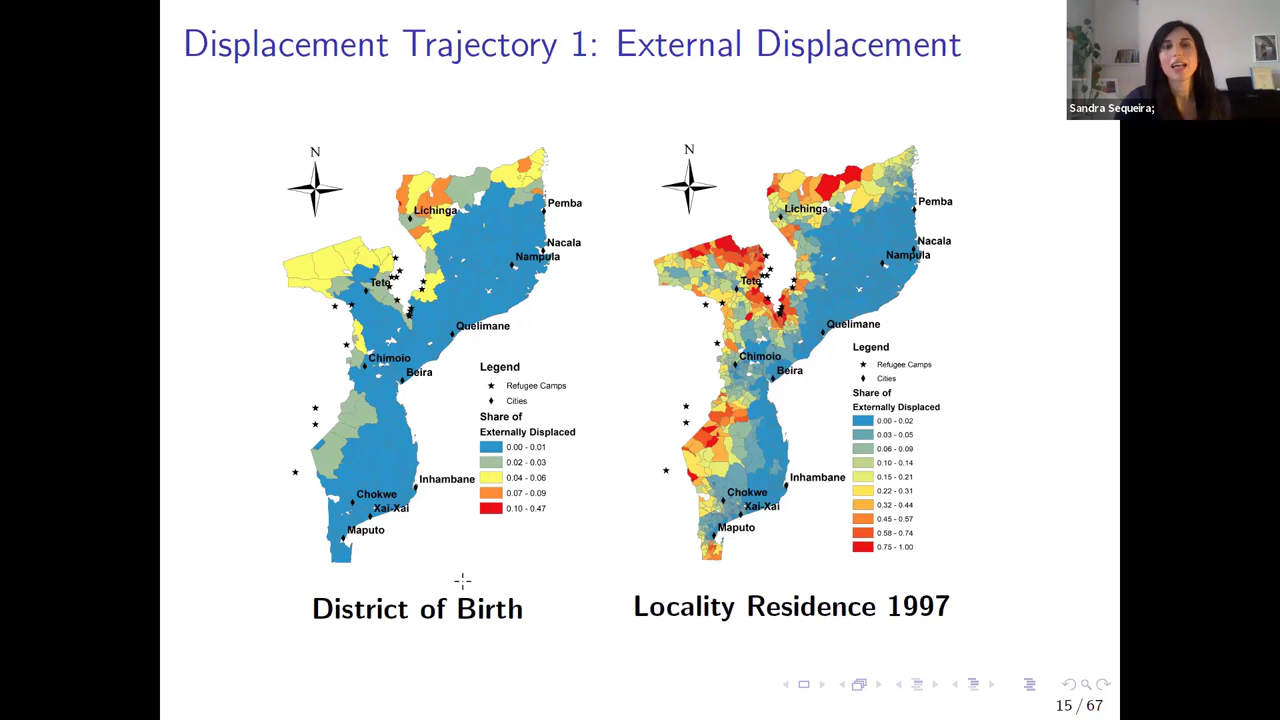 Displacement Trajectory 1: External Displacement
Sandra Sequeira;
N
Lichinga
Pemba
Nacala
Nampula
Tete
Quelimane
Chimoio
Beira
Legend
Refugee Camps
Cities
Share of
Externally Displaced
0.00 - 0.01
0.02 - 0.03
0.04 - 0.06
0.07 - 0.09
0.10 - 0.47
Inhambane
Chokwe
Xai-Xai
Maputo
District of Birth
N
Lichinga
Pemba
Nacala
Nampula
Tete
Quelimane
Chimoio
Beira
Legend
Refugee Camps
Cities
Share of
Externally Displaced
0.00 - 0.02
0.03 - 0.05
0.06 - 0.09
0.10 - 0.14
0.15 - 0.21
0.22 - 0.31
0.32 - 0.44
0.45 - 0.57
0.58 - 0.74
0.75 - 1.00
Inhambane
Chokwe
Xai-Xai
Maputo
Locality Residence 1997
15 / 67